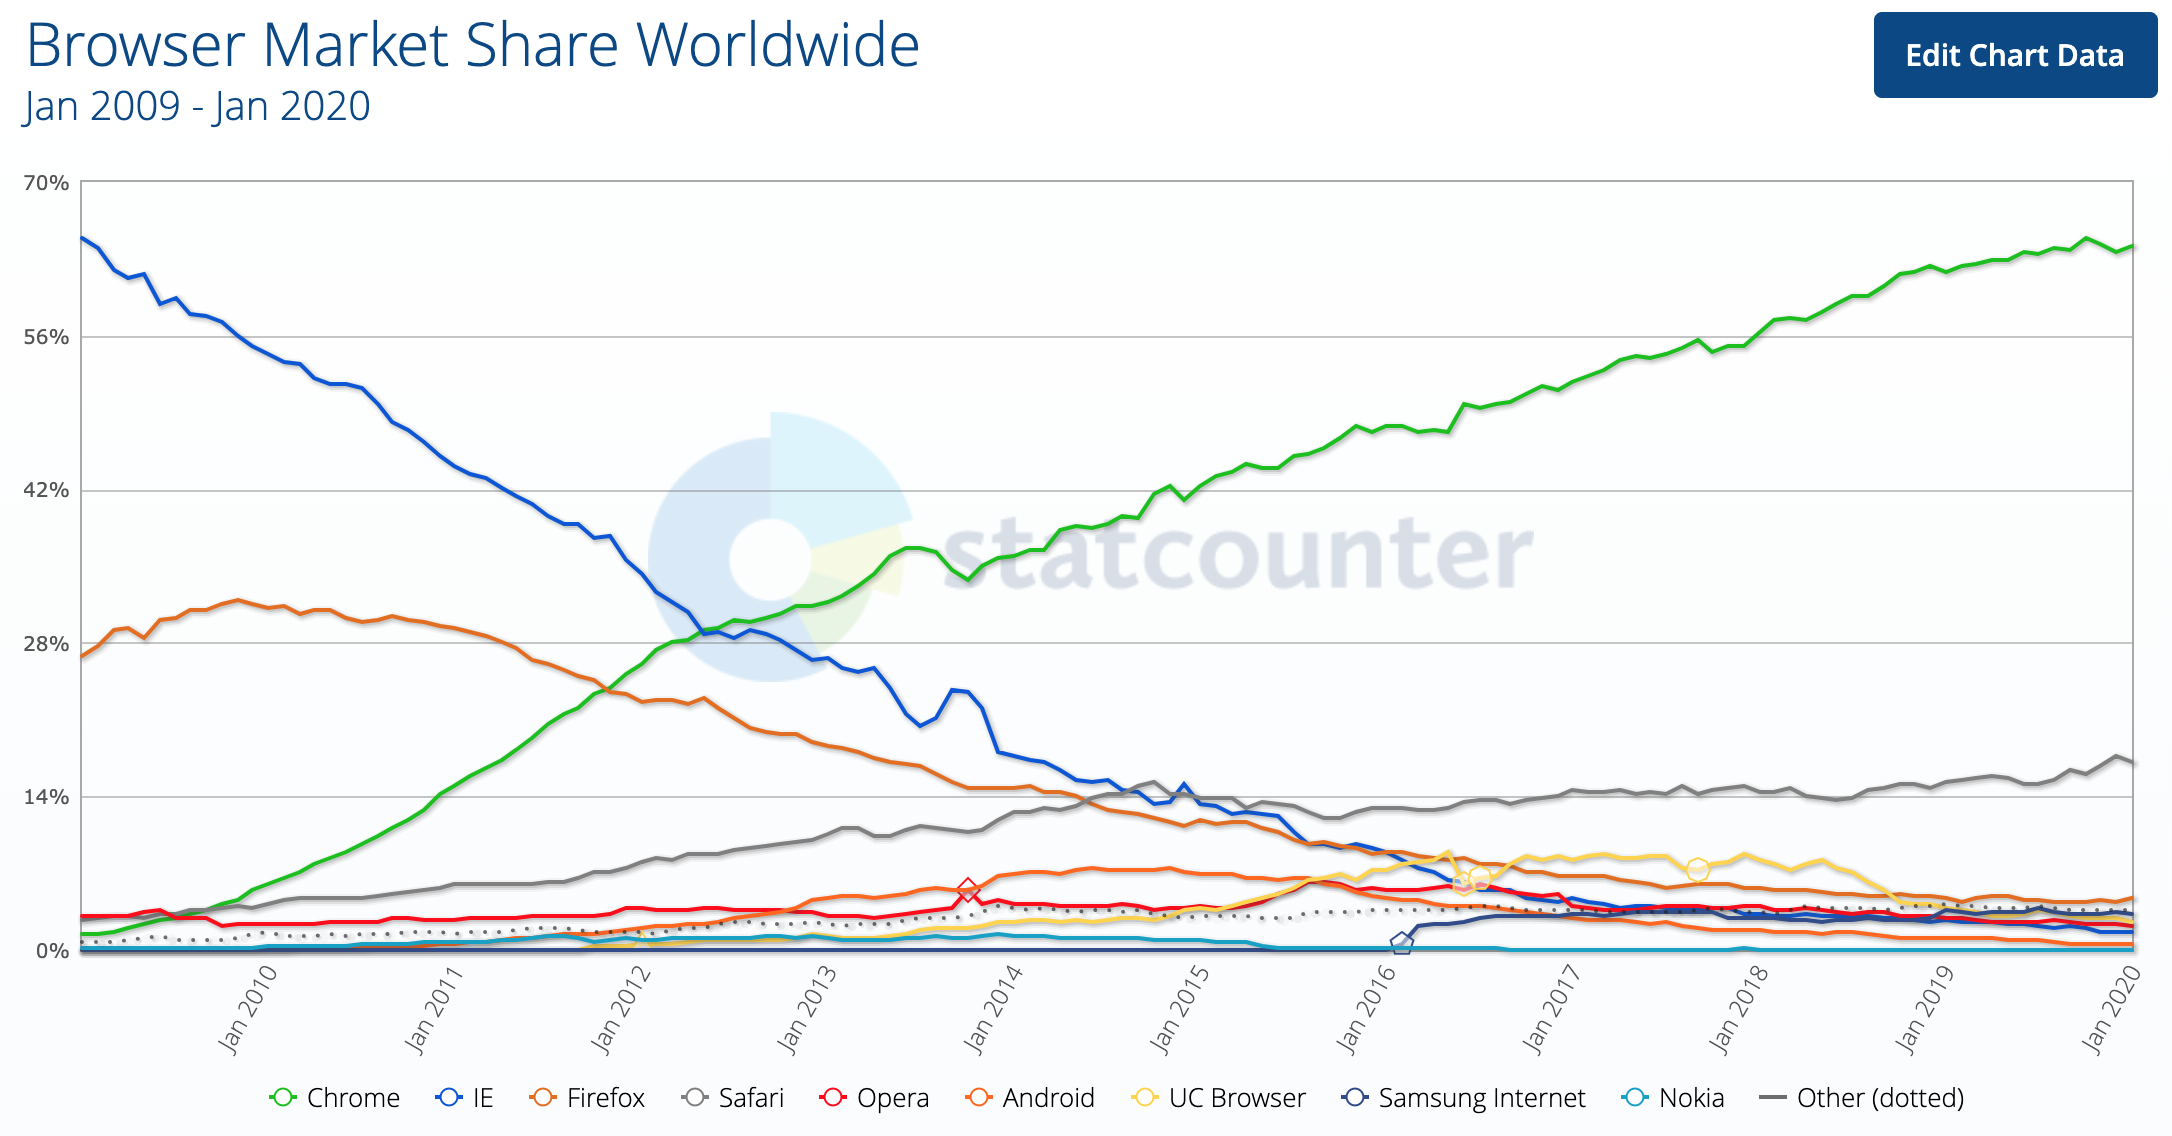 Browser Market Share Worldwide
Edit Chart Data
Jan 2009 - Jan 2020
70%
56%
42%
28%
14%
0%
statcounter
Jan 2010
Jan 2011
Jan 2012
Jan 2013
Jan 2014
Jan 2015
Jan 2016
Jan 2017
Jan 2018
Jan 2019
Jan 2020
Chrome IE Firefox Safari Opera Android UC Browser Samsung Internet Nokia Other (dotted)